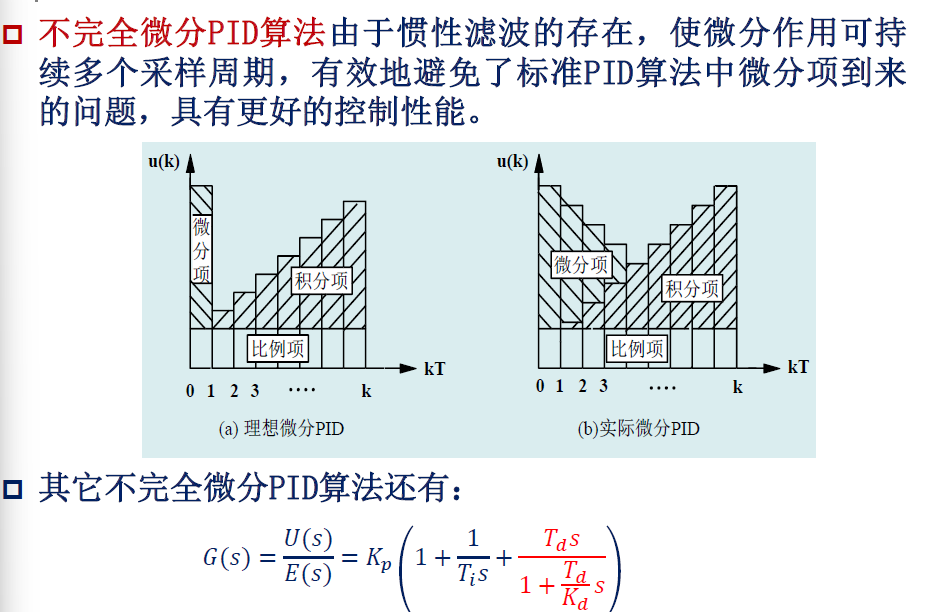 不完全微分PID算法由于惯性滤波的存在，使微分作用可持
续多个采样周期，有效地避免了标准PID算法中微分项到来
的问题，具有更好的控制性能。
u(k)
微分项
积分项
比例项
kT
0 1 2 3 ···· k
(a) 理想微分PID
u(k)
微分项
积分项
比例项
kT
0 1 2 3 ···· k
(b)实际微分PID
其它不完全微分PID算法还有：
G(s) = U(s)/E(s) = K_p(1 + 1/(T_i s) + T_d s/(1 + (T_d/K_d) s))